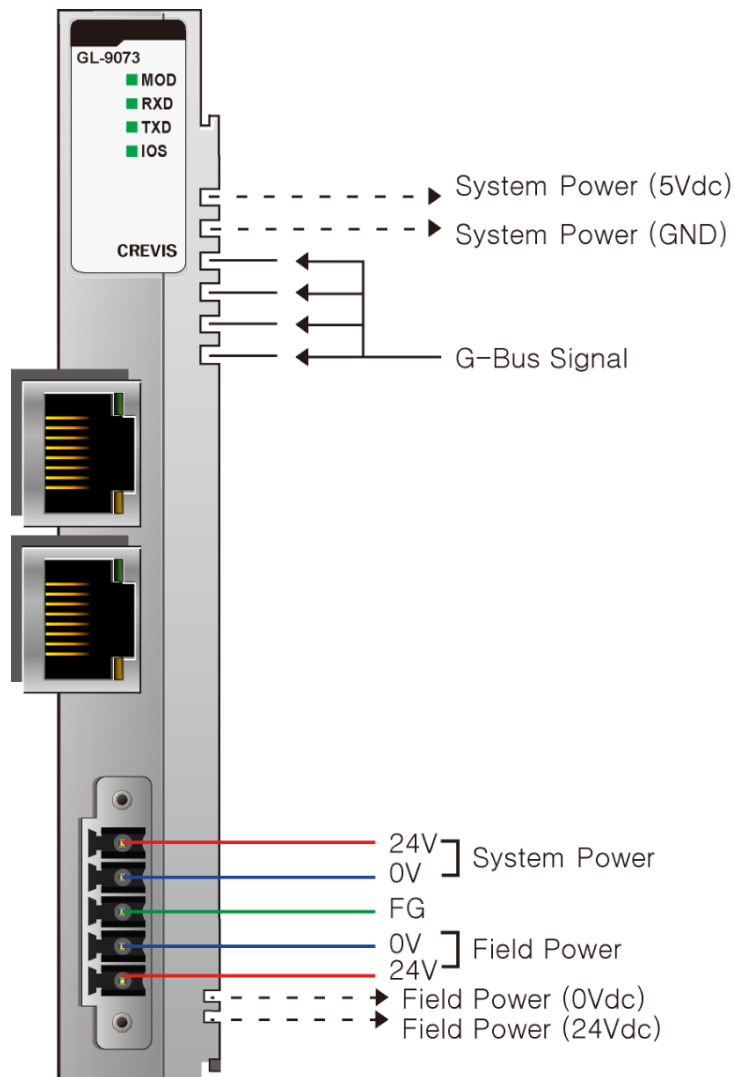 GL-9073
MOD
RXD
TXD
IOS
CREVIS
System Power (5Vdc)
System Power (GND)
G-Bus Signal
24V
0V
System Power
FG
0V
24V
Field Power
Field Power (0Vdc)
Field Power (24Vdc)